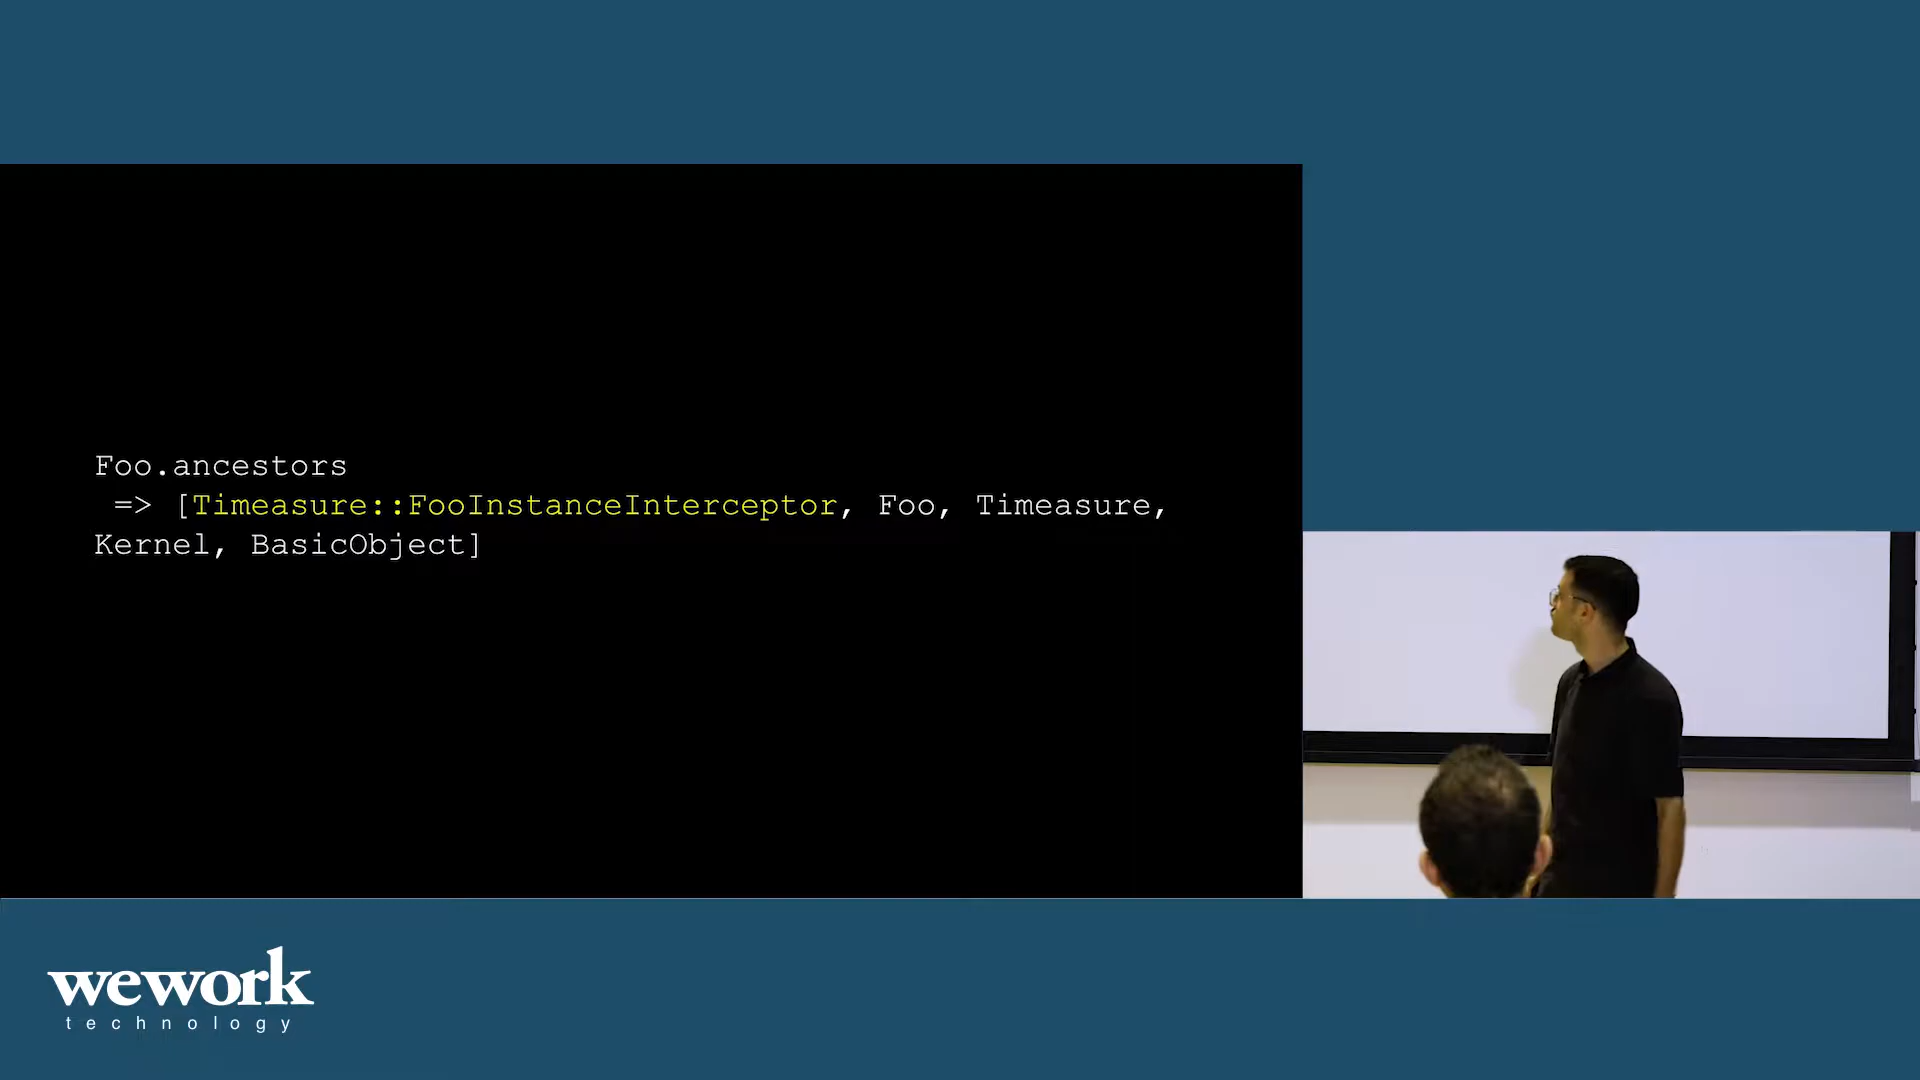 Foo.ancestors
=> [Timeasure::FooInstanceInterceptor, Foo, Timeasure,
Kernel, BasicObject]
wework
technology